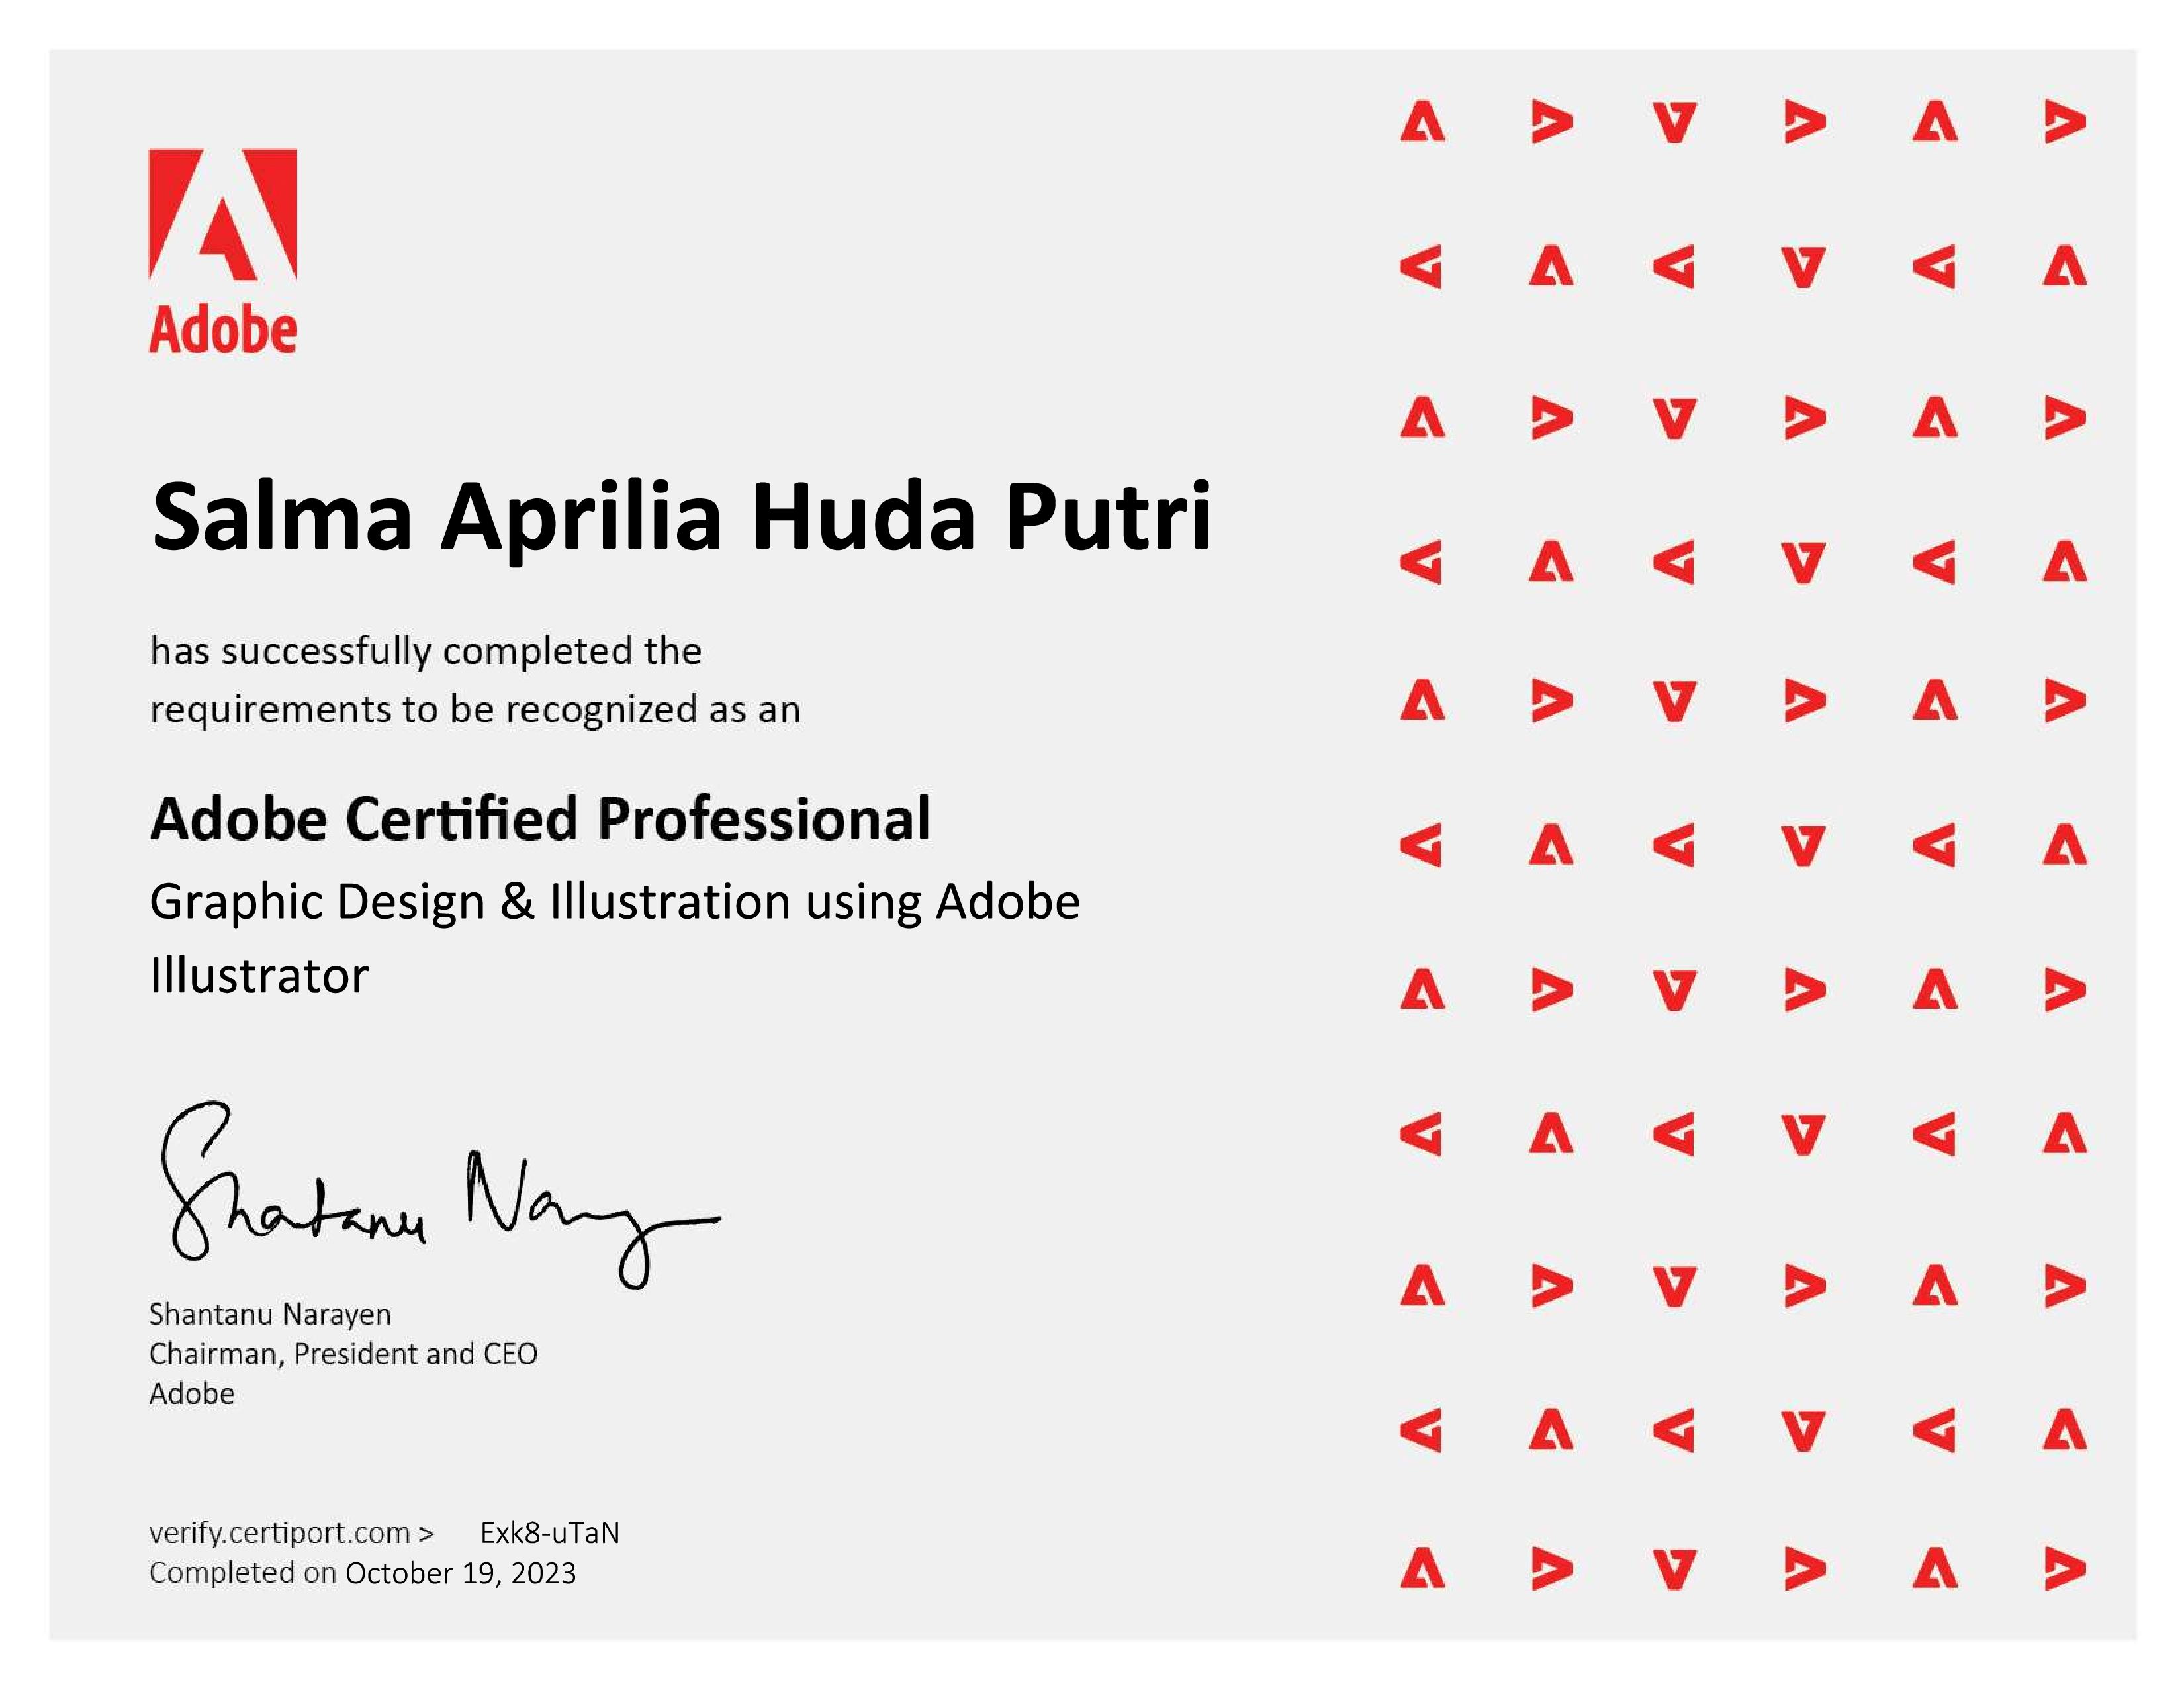 Adobe
Salma Aprilia Huda Putri
has successfully completed the
requirements to be recognized as an
Adobe Certified Professional
Graphic Design & Illustration using Adobe
Illustrator
Shantanu Narayen
Chairman, President and CEO
Adobe
verify.certiport.com > Exk8-uTaN
Completed on October 19, 2023